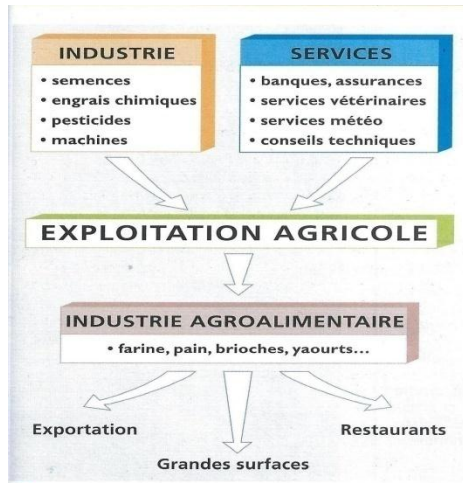 INDUSTRIE
• semences
• engrais chimiques
• pesticides
• machines
SERVICES
• banques, assurances
• services vétérinaires
• services météo
• conseils techniques
EXPLOITATION AGRICOLE
INDUSTRIE AGROALIMENTAIRE
• farine, pain, brioches, yaourts...
Exportation
Restaurants
Grandes surfaces